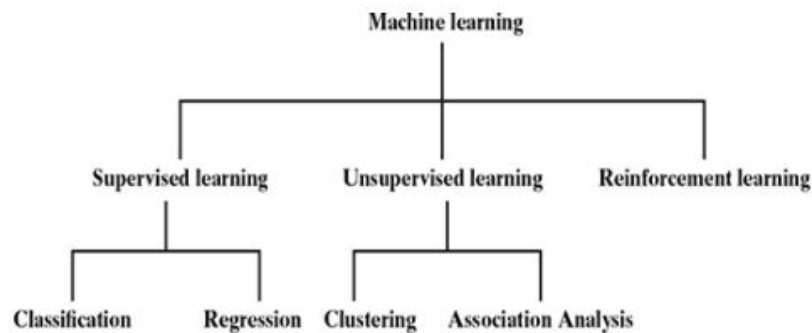 Machine learning
Supervised learning Unsupervised learning Reinforcement learning
Classification Regression Clustering Association Analysis